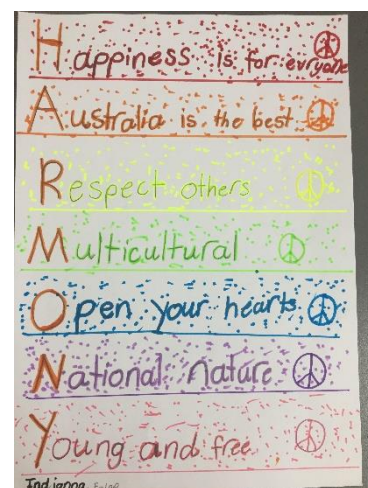 Happiness is for everyone
Australia is the best
Respect others
Multicultural
Open your hearts
National nature
Young and free
Indianna